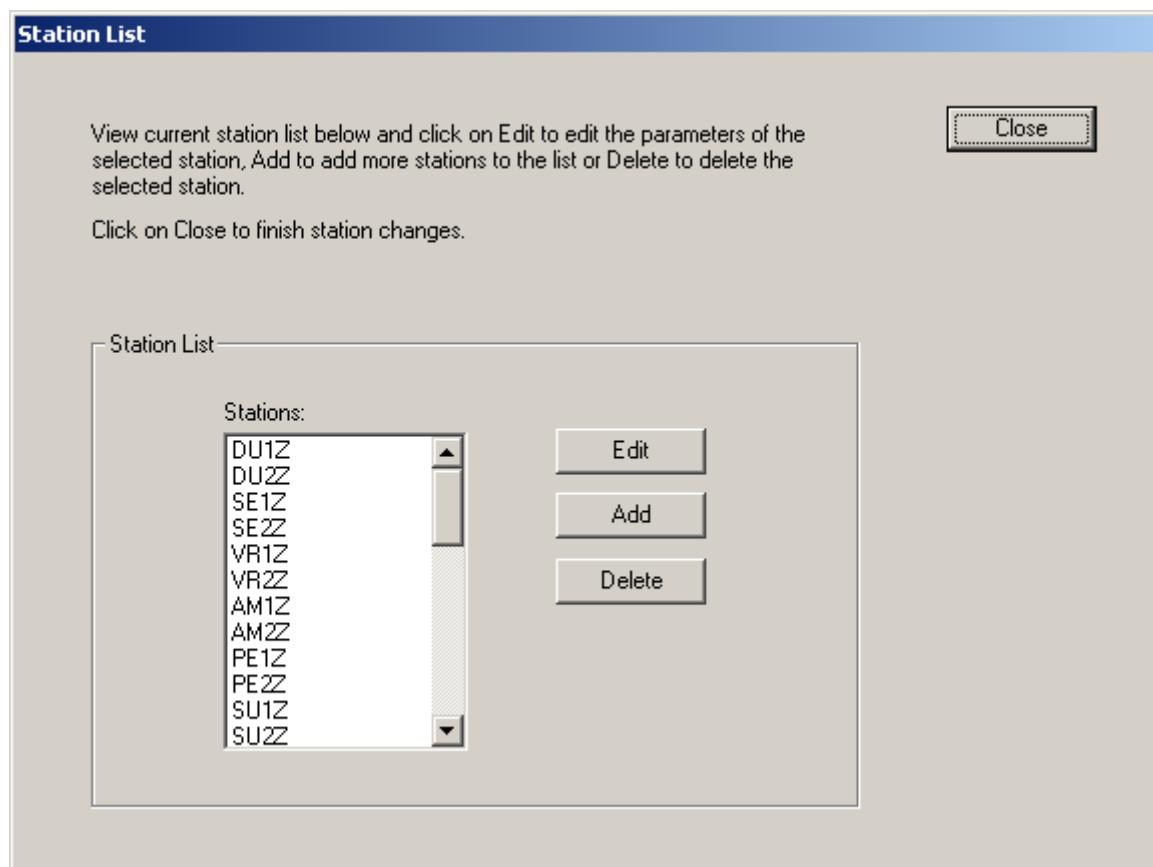 Station List
View current station list below and click on Edit to edit the parameters of the
selected station, Add to add more stations to the list or Delete to delete the
selected station.
Click on Close to finish station changes.
Close
Station List
Stations:
DU1Z
DU2Z
SE1Z
SE2Z
VR1Z
VR2Z
AM1Z
AM2Z
PE1Z
PE2Z
SU1Z
SU2Z
Edit
Add
Delete